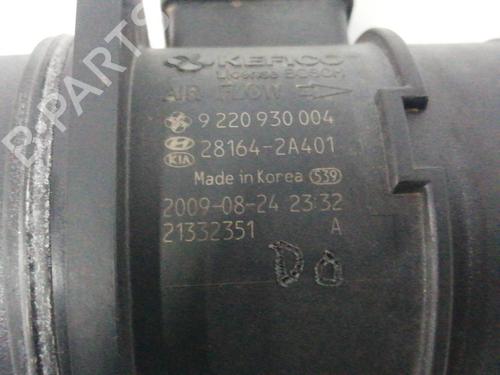 KEFICO
License BOSCH
AIR FLOW
9 220 930 004
28164-2A401
KIA
Made in Korea 539
2009-08-24 23:32
21332351 A
D0
B-PARTS